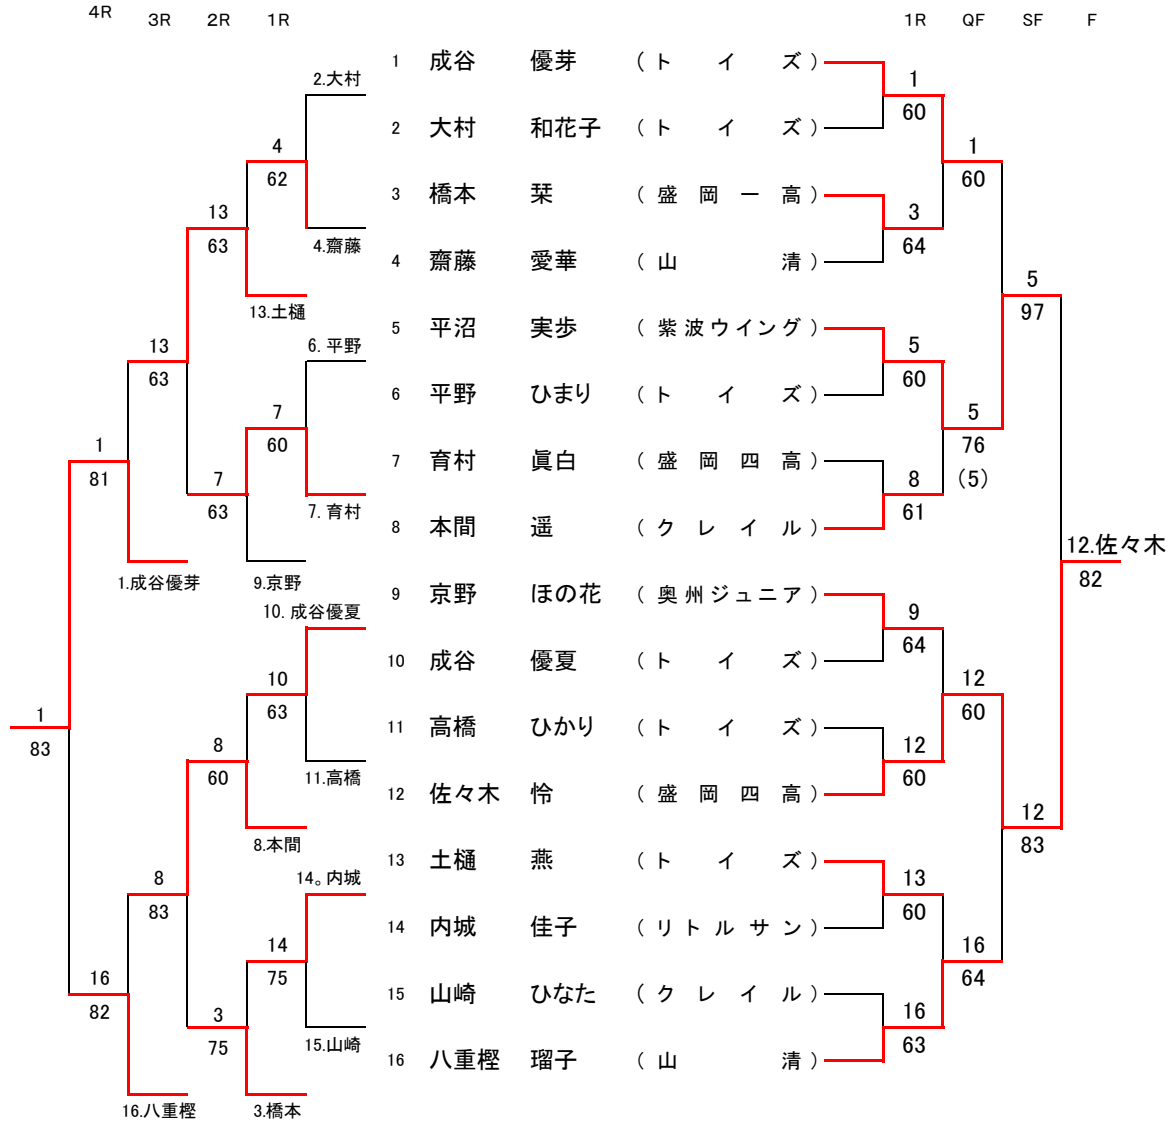 4R 3R 2R 1R 1R QF SF F
1 成谷 優芽 (トイズ)
2.大村 1
60
2 大村 和花子 (トイズ)
4 1
62 60
3 橋本 栞 (盛岡一高)
13 3
63 4.齋藤 64
4 齋藤 愛華 (山清)
5
13.土樋 97
5 平沼 実歩 (紫波ウイング)
13 6.平野 5
63 60
6 平野 ひまり (トイズ)
7 5
1 60 76
7 育村 眞白 (盛岡四高)
81 7 8 (5)
63 7.育村 61
8 本間 遥 (クレイル)
12.佐々木
1.成谷優芽 9.京野 82
9 京野 ほの花 (奥州ジュニア)
10.成谷優夏 9
64
10 成谷 優夏 (トイズ)
10 12
63 60
1 11 高橋 ひかり (トイズ)
83 8 12
60 11.高橋 60
12 佐々木 怜 (盛岡四高)
12
8.本間 83
13 土樋 燕 (トイズ)
8 14。内城 13
83 60
14 内城 佳子 (リトルサン)
14 16
16 75 64
15 山崎 ひなた (クレイル)
82 3 16
75 15.山崎 63
16 八重樫 瑠子 (山清)
16.八重樫 3.橋本